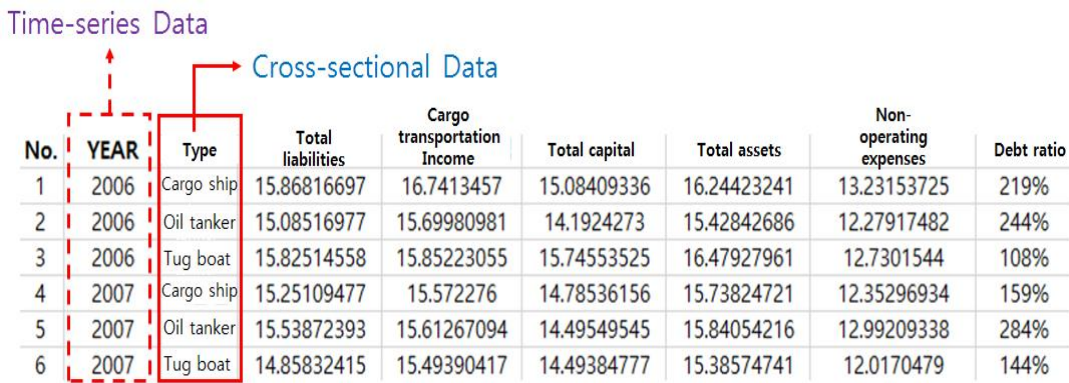 Time-series Data
Cross-sectional Data
No. YEAR Type Total liabilities Cargo transportation Income Total capital Total assets Non-operating expenses Debt ratio
1 2006 Cargo ship 15.86816697 16.7413457 15.08409336 16.24423241 13.23153725 219%
2 2006 Oil tanker 15.08516977 15.69980981 14.1924273 15.42842686 12.27917482 244%
3 2006 Tug boat 15.82514558 15.85223055 15.74553525 16.47927961 12.7301544 108%
4 2007 Cargo ship 15.25109477 15.572276 14.78536156 15.73824721 12.35296934 159%
5 2007 Oil tanker 15.53872393 15.61267094 14.49549545 15.84054216 12.99209338 284%
6 2007 Tug boat 14.85832415 15.49390417 14.49384777 15.38574741 12.0170479 144%